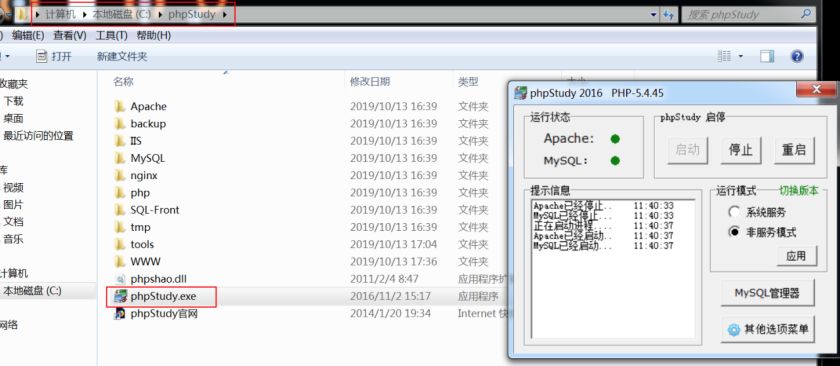 计算机 本地磁盘 (C:) phpStudy 搜索 phpStudy
) 编辑(E) 查看(V) 工具(T) 帮助(H)
打开 新建文件夹
收藏夹
下载
桌面
最近访问的位置
库
视频
图片
文档
音乐
计算机
本地磁盘 (C:)
网络
名称 修改日期 类型 大小
Apache 2019/10/13 16:39 文件夹
backup 2019/10/13 16:39 文件夹
IIS 2019/10/13 16:39 文件夹
MySQL 2019/10/13 16:39 文件夹
nginx 2019/10/13 16:39 文件夹
php 2019/10/13 16:39 文件夹
SQL-Front 2019/10/13 16:39 文件夹
tmp 2019/10/13 16:39 文件夹
tools 2019/10/13 17:04 文件夹
WWW 2019/10/13 17:36 文件夹
phpshao.dll 2011/2/4 8:47 应用程序扩
phpStudy.exe 2016/11/2 15:17 应用程序
phpStudy官网 2014/1/20 19:34 Internet 快
phpStudy 2016 PHP-5.4.45
运行状态
Apache:
MySQL:
phpStudy 启停
启动 停止 重启
提示信息
Apache已经停止.. 11:40:33
MySQL已经停止... 11:40:33
正在启动进程.... 11:40:37
Apache已经启动.. 11:40:37
MySQL已经启动... 11:40:37
运行模式 切换版本
系统服务
非服务模式
应用
MySQL管理器
其他选项菜单